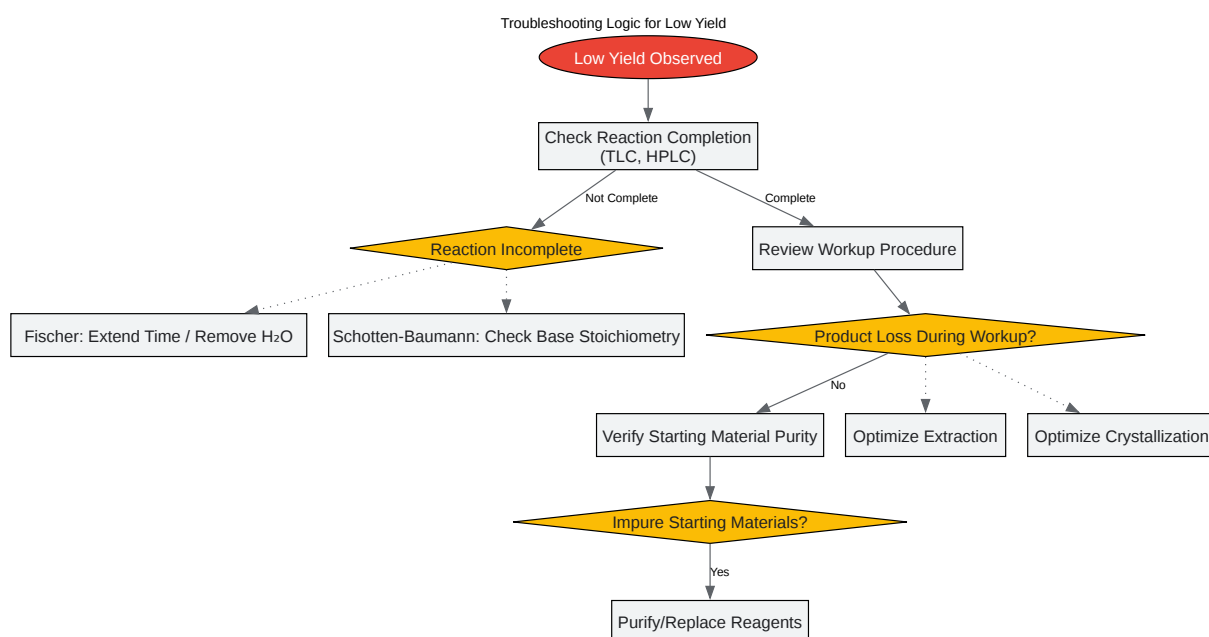 Troubleshooting Logic for Low Yield
Low Yield Observed
Check Reaction Completion
(TLC, HPLC)
Not Complete
Complete
Reaction Incomplete
Review Workup Procedure
Fischer: Extend Time / Remove H₂O
Schotten-Baumann: Check Base Stoichiometry
Product Loss During Workup?
No
Verify Starting Material Purity
Optimize Extraction
Optimize Crystallization
Impure Starting Materials?
Yes
Purify/Replace Reagents